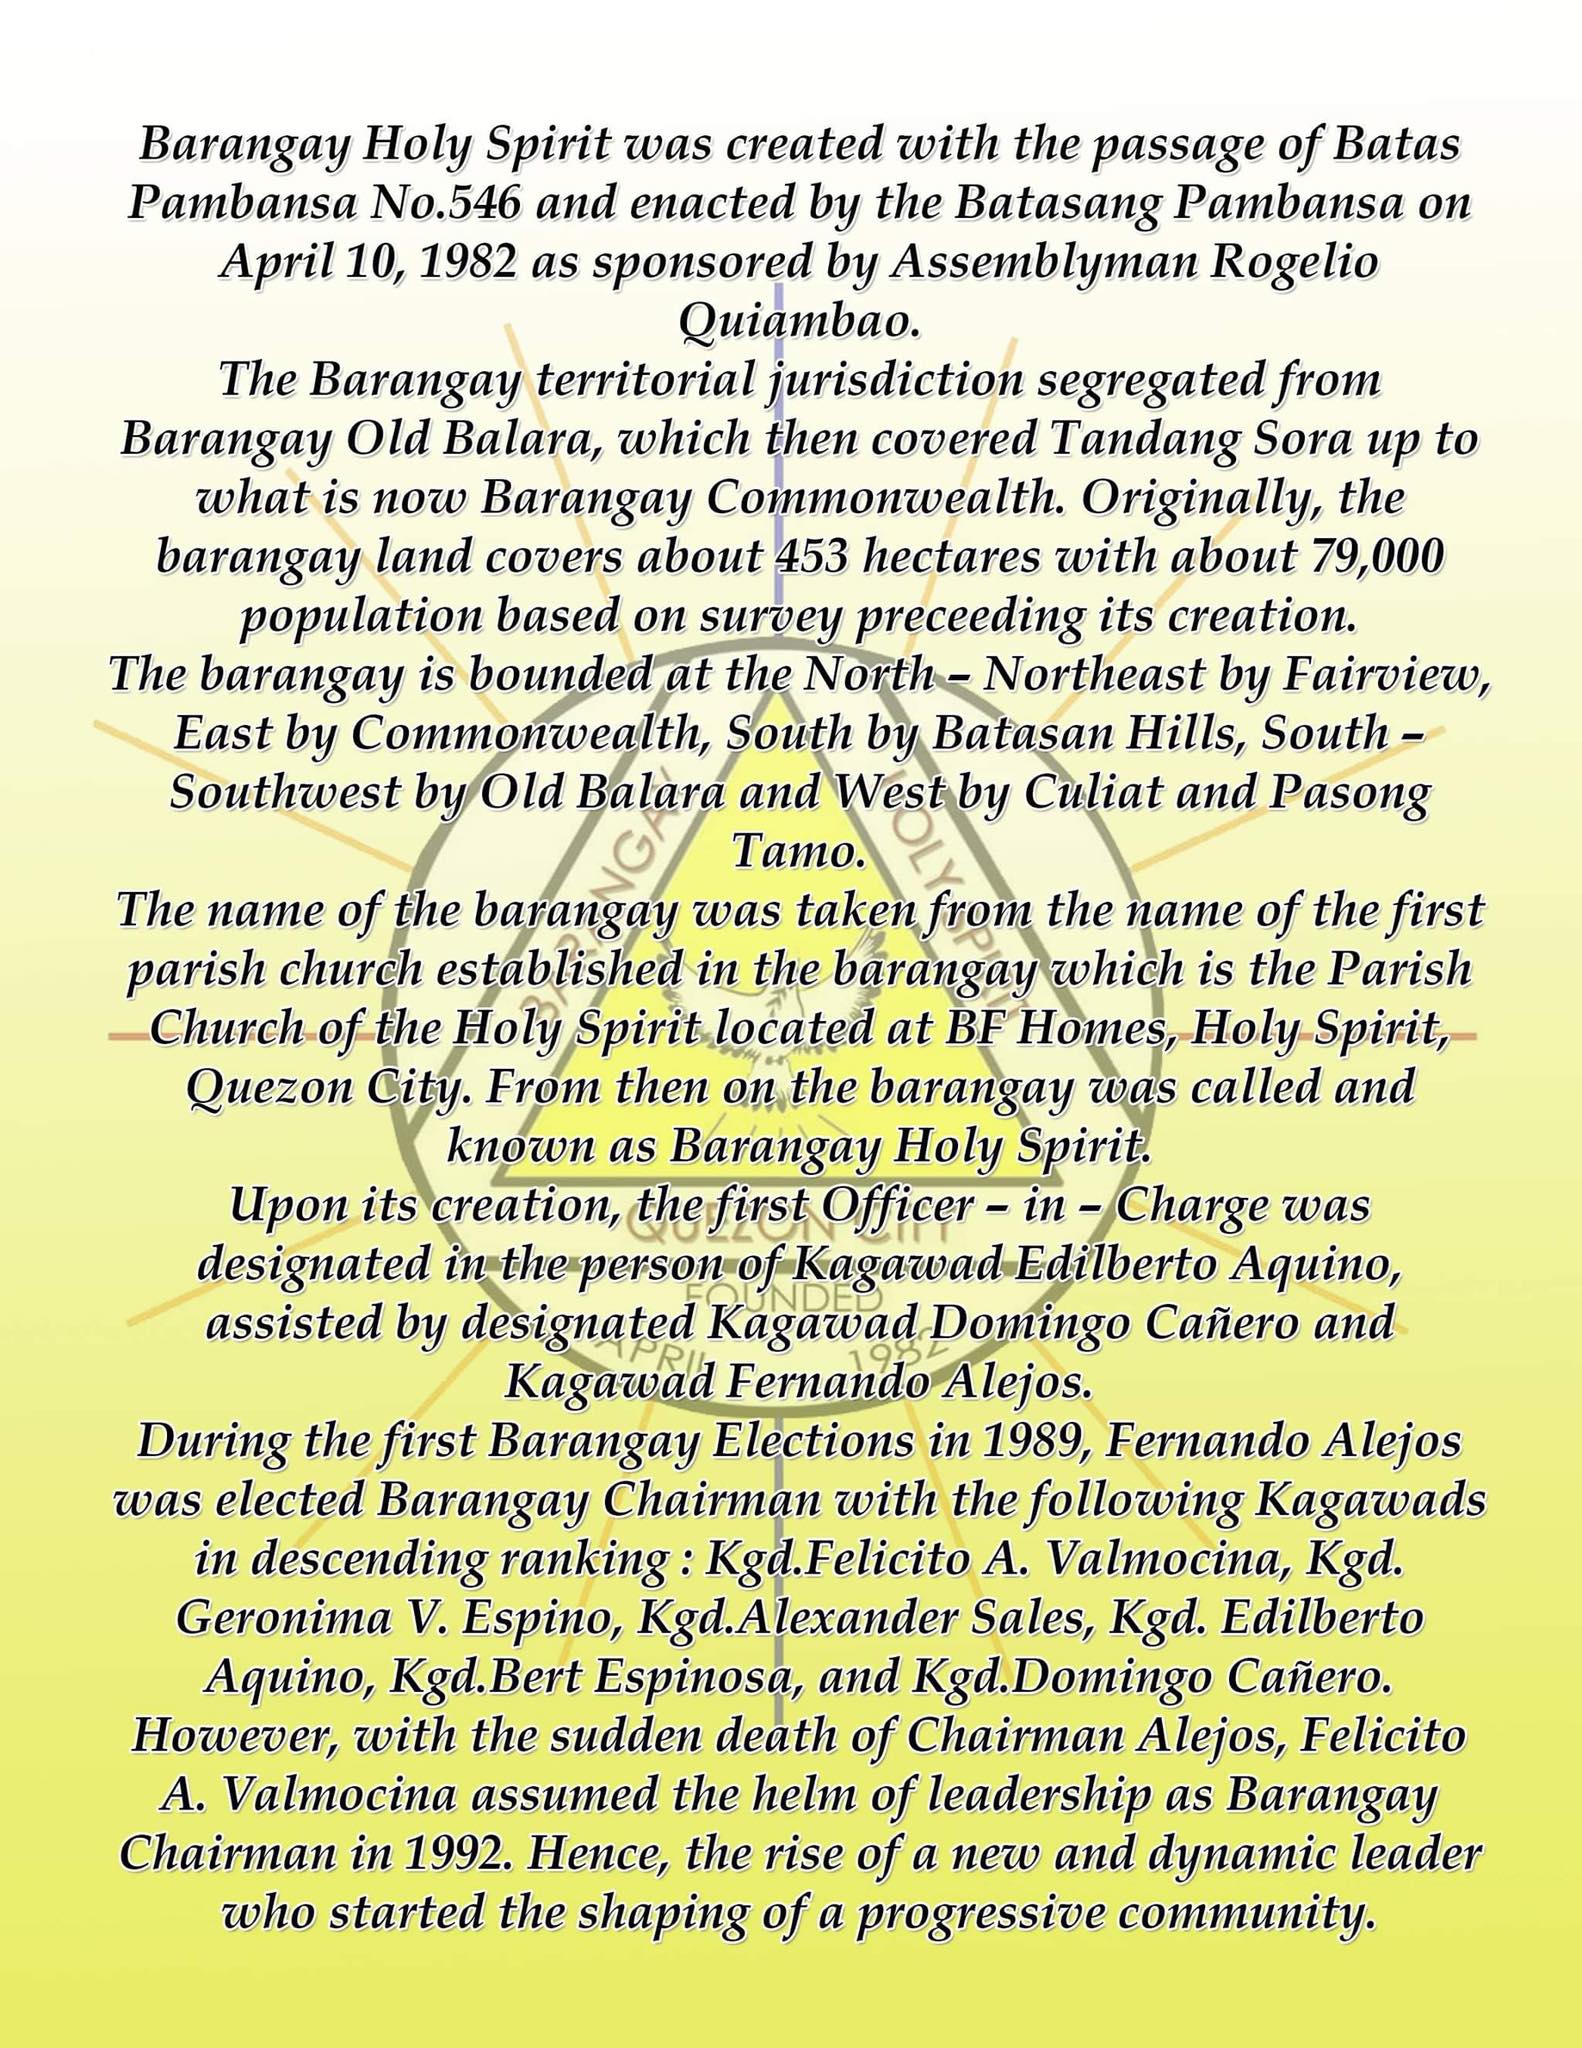 Barangay Holy Spirit was created with the passage of Batas
Pambansa No.546 and enacted by the Batasang Pambansa on
April 10, 1982 as sponsored by Assemblyman Rogelio
Quiambao.
The Barangay territorial jurisdiction segregated from
Barangay Old Balara, which then covered Tandang Sora up to
what is now Barangay Commonwealth. Originally, the
barangay land covers about 453 hectares with about 79,000
population based on survey preceeding its creation.
The barangay is bounded at the North – Northeast by Fairview,
East by Commonwealth, South by Batasan Hills, South –
Southwest by Old Balara and West by Culiat and Pasong
Tamo.
The name of the barangay was taken from the name of the first
parish church established in the barangay which is the Parish
Church of the Holy Spirit located at BF Homes, Holy Spirit,
Quezon City. From then on the barangay was called and
known as Barangay Holy Spirit.
Upon its creation, the first Officer – in – Charge was
designated in the person of Kagawad Edilberto Aquino,
assisted by designated Kagawad Domingo Cañero and
Kagawad Fernando Alejos.
During the first Barangay Elections in 1989, Fernando Alejos
was elected Barangay Chairman with the following Kagawads
in descending ranking : Kgd.Felicito A. Valmocina, Kgd.
Geronima V. Espino, Kgd.Alexander Sales, Kgd. Edilberto
Aquino, Kgd.Bert Espinosa, and Kgd.Domingo Cañero.
However, with the sudden death of Chairman Alejos, Felicito
A. Valmocina assumed the helm of leadership as Barangay
Chairman in 1992. Hence, the rise of a new and dynamic leader
who started the shaping of a progressive community.
BARANGAY
HOLY SPIRIT
QUEZON CITY
FOUNDED
APRIL 1982